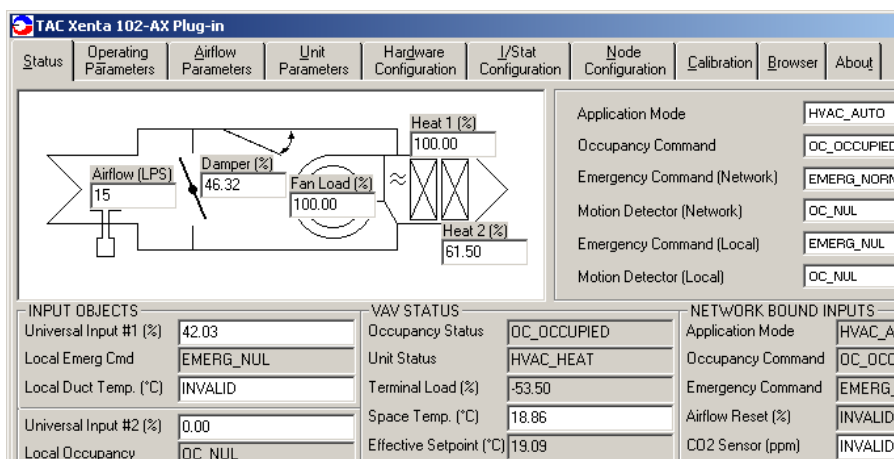 TAC Xenta 102-AX Plug-in
Status Operating Parameters Airflow Parameters Unit Parameters Hardware Configuration I/Stat Configuration Node Configuration Calibration Browser About
Heat 1 (%)
100.00
Airflow (LPS)
15
Damper (%)
46.32
Fan Load (%)
100.00
Heat 2 (%)
61.50
Application Mode HVAC_AUTO
Occupancy Command OC_OCCUPIED
Emergency Command (Network) EMERG_NORM
Motion Detector (Network) OC_NUL
Emergency Command (Local) EMERG_NUL
Motion Detector (Local) OC_NUL
INPUT OBJECTS
Universal Input #1 (%) 42.03
Local Emerg Cmd EMERG_NUL
Local Duct Temp. (°C) INVALID
Universal Input #2 (%) 0.00
Local Occupancy OC_NUL
VAV STATUS
Occupancy Status OC_OCCUPIED
Unit Status HVAC_HEAT
Terminal Load (%) -53.50
Space Temp. (°C) 18.86
Effective Setpoint (°C) 19.09
NETWORK BOUND INPUTS
Application Mode HVAC_A
Occupancy Command OC_OCC
Emergency Command EMERG_
Airflow Reset (%) INVALID
CO2 Sensor (ppm) INVALID